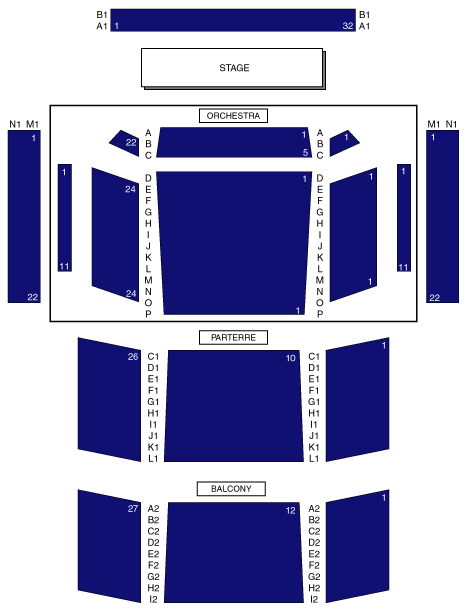 B1 B1
A1 1 32 A1
STAGE
ORCHESTRA
N1 M1 M1 N1
1 22 1 1 1
A A
B B
C 5 C
1 1 1 1
D D
24 E E
F F
G G
H H
I I
J J
K K
11 L L 11
M M
24 N N 1
22 O 1 O 22
P P
PARTERRE
1
26 C1 10 C1
D1 D1
E1 E1
F1 F1
G1 G1
H1 H1
I1 I1
J1 J1
K1 K1
L1 L1
BALCONY
1
27 A2 12 A2
B2 B2
C2 C2
D2 D2
E2 E2
F2 F2
G2 G2
H2 H2
I2 I2